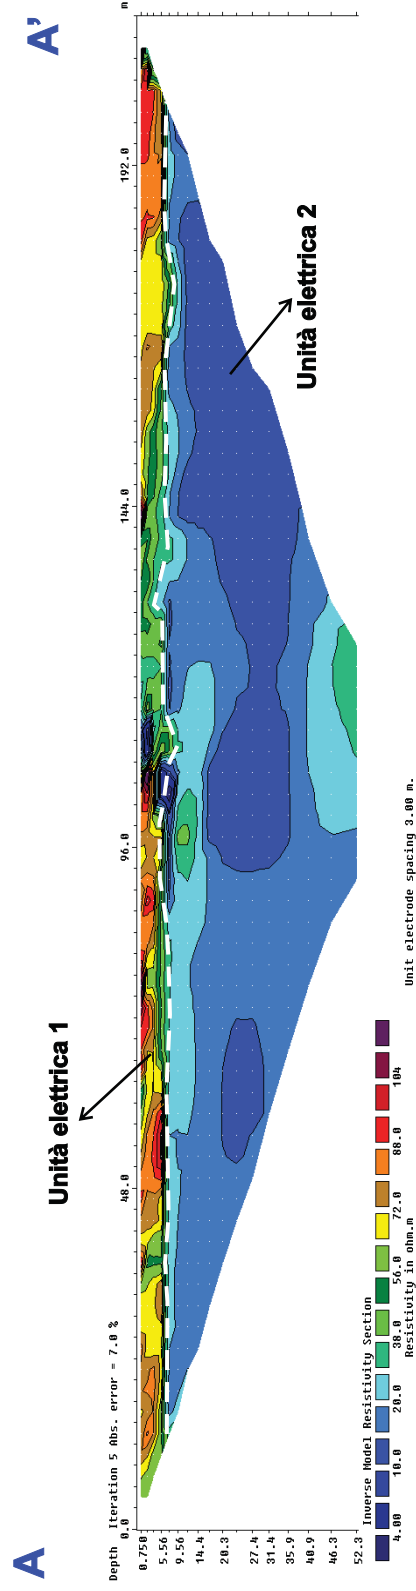 A
A'
Unità elettrica 1
Unità elettrica 2
Depth Iteration 5 Abs. error = 7.0 %
0.0 48.0 96.0 144.0 192.0 m.
0.750
5.56
9.56
14.4
20.3
27.4
31.4
35.9
40.9
46.3
52.3
Inverse Model Resistivity Section
4.00 10.0 20.0 38.0 56.0 72.0 88.0 104
Resistivity in ohm.m
Unit electrode spacing 3.00 m.